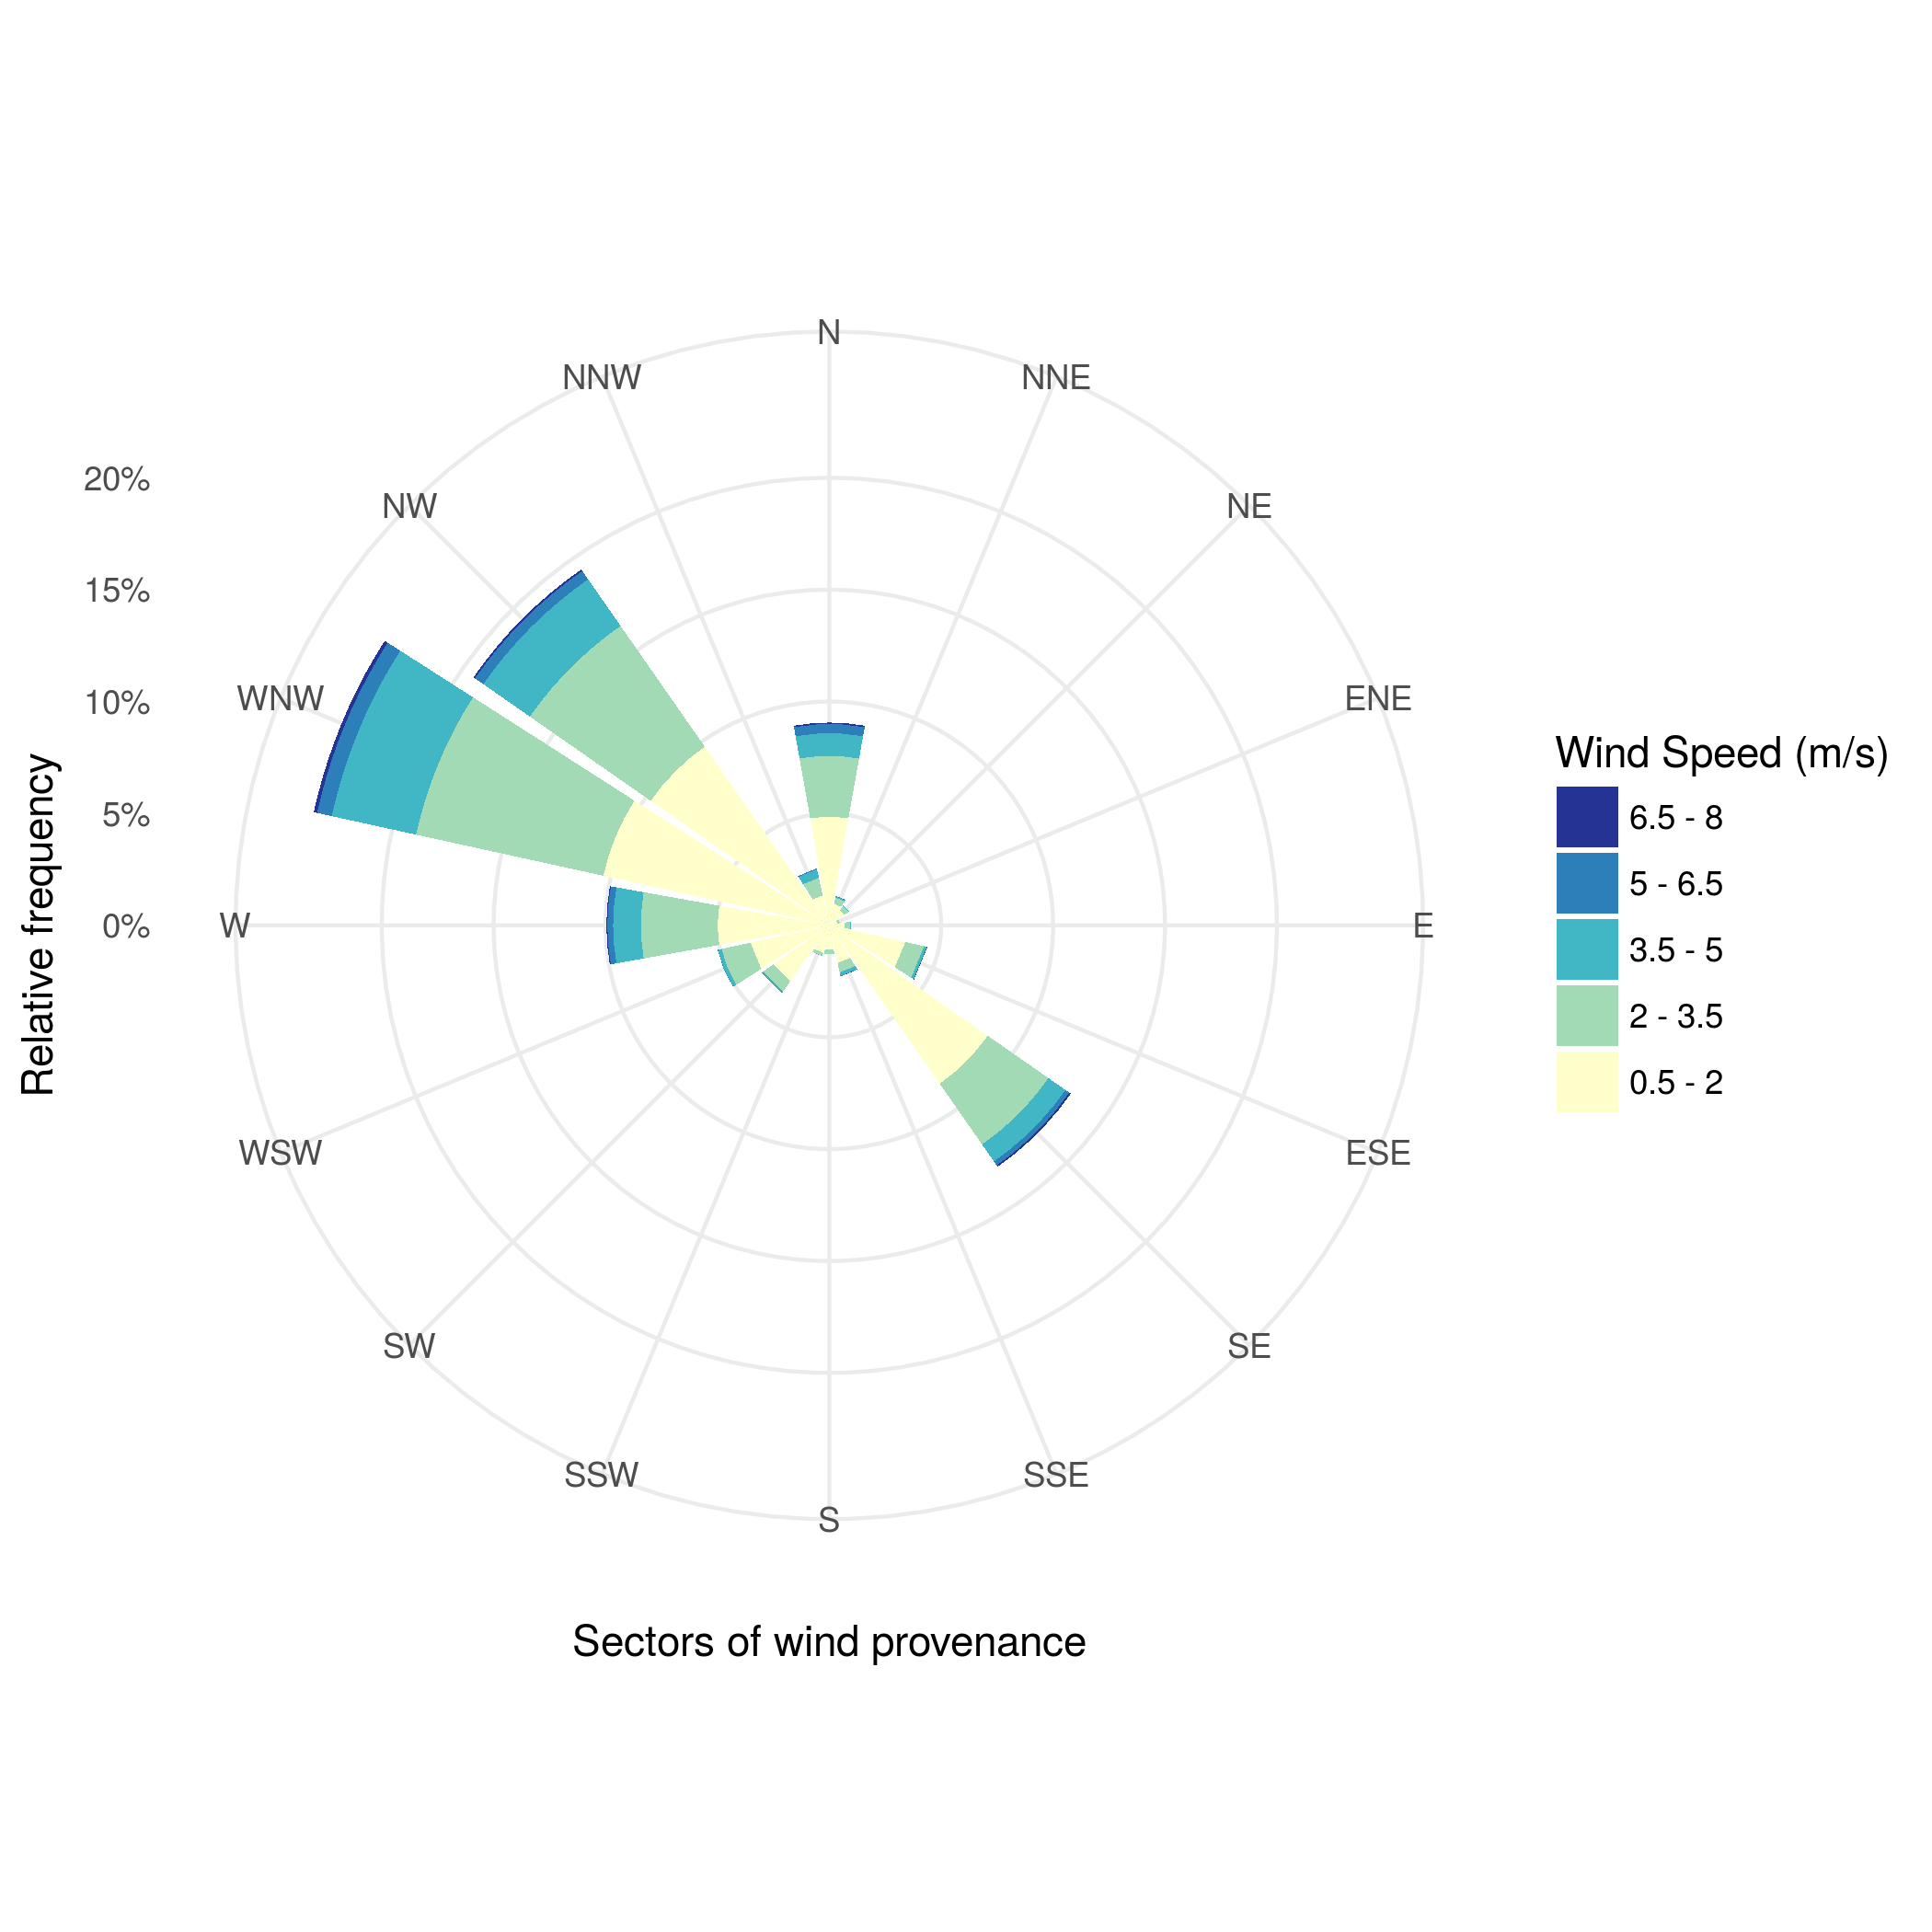 N
NNW
NNE
20%
NW
NE
15%
WNW
10%
ENE
Wind Speed (m/s)
5%
6.5 - 8
5 - 6.5
Relative frequency
0%
W
E
3.5 - 5
2 - 3.5
0.5 - 2
WSW
ESE
SW
SE
SSW
SSE
S
Sectors of wind provenance